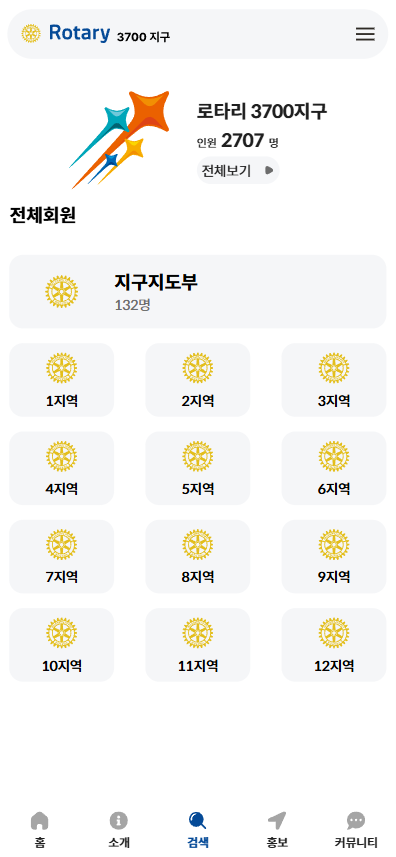 Rotary 3700 지구
로타리 3700지구
인원 2707 명
전체보기
전체회원
지구지도부
132명
1지역 2지역 3지역
4지역 5지역 6지역
7지역 8지역 9지역
10지역 11지역 12지역
홈 소개 검색 홍보 커뮤니티